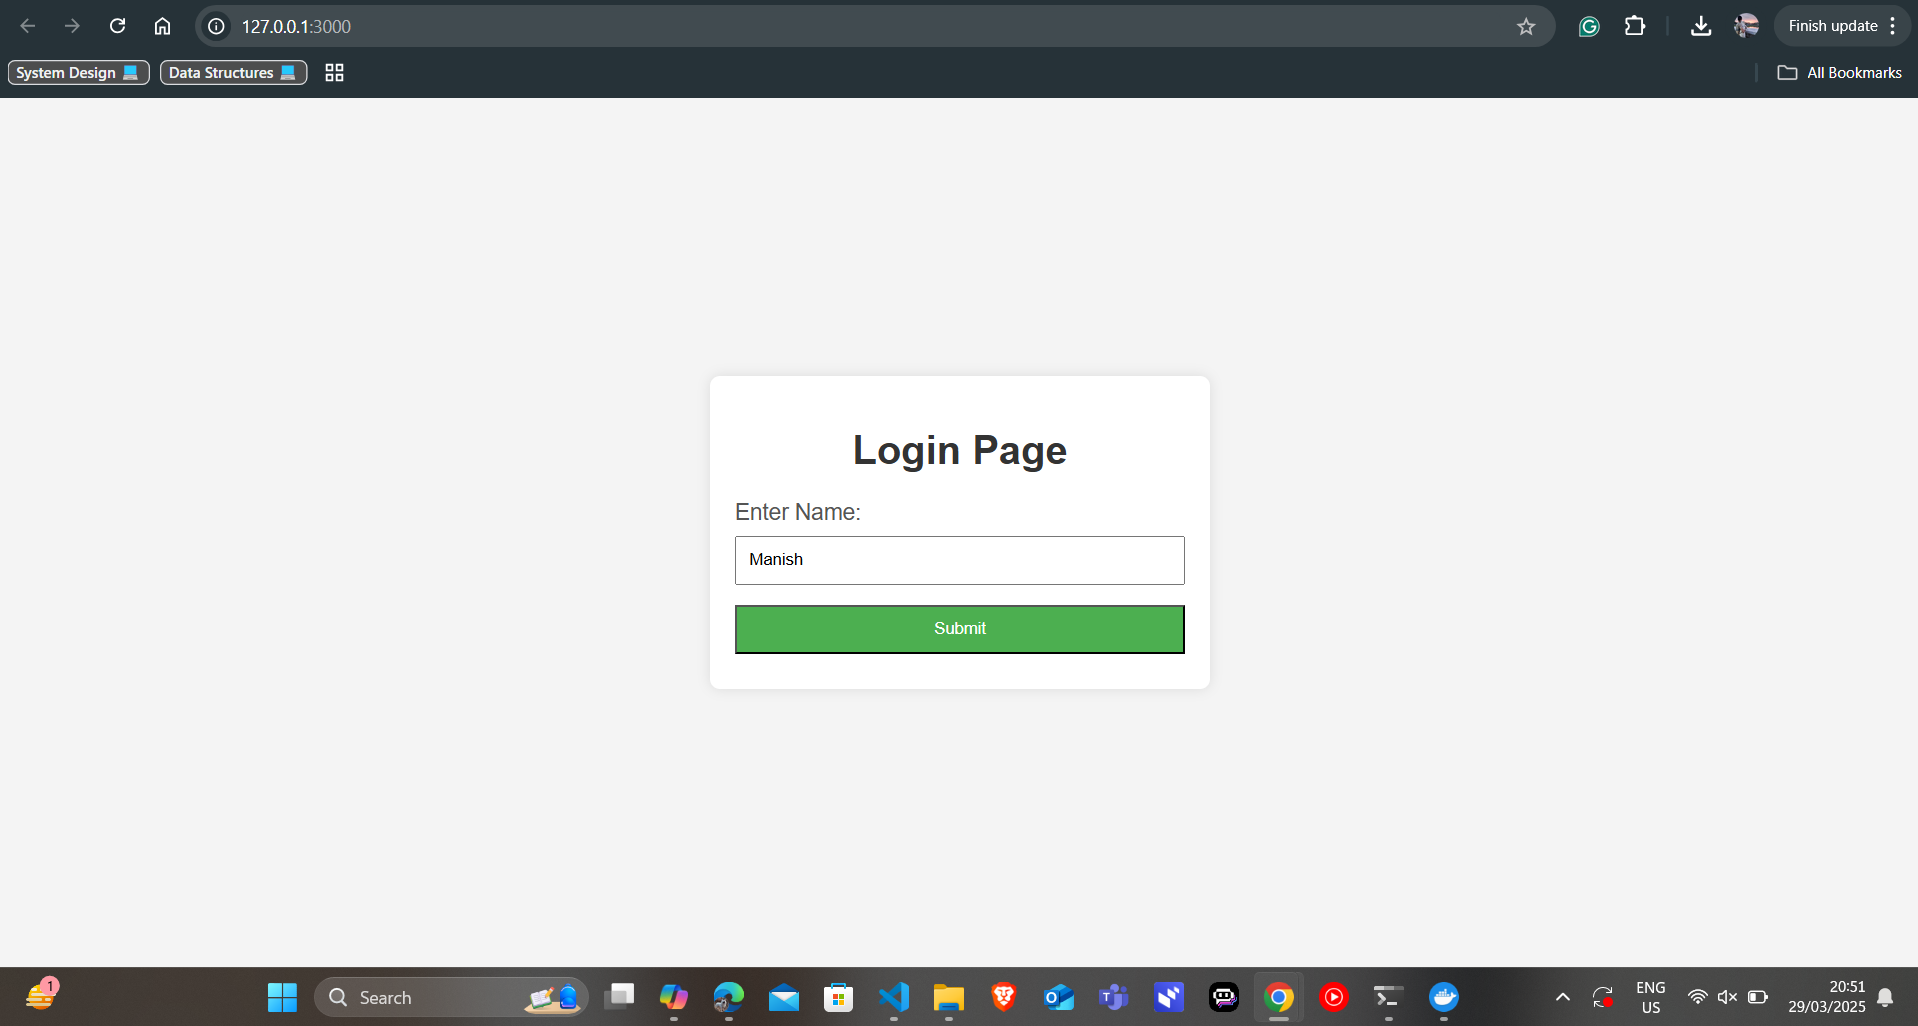 127.0.0.1:3000
Finish update
System Design
Data Structures
All Bookmarks
Login Page
Enter Name:
Manish
Submit
1
Search
ENG
US
20:51
29/03/2025